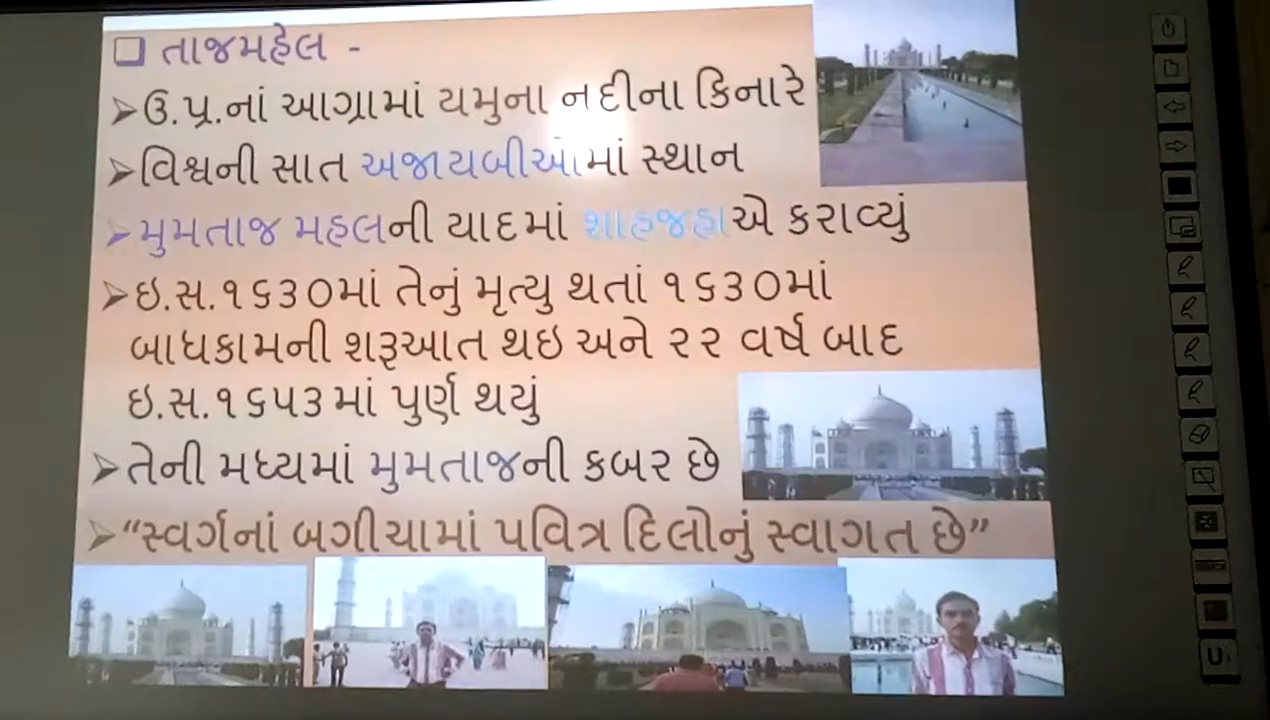 ❑ તાજમહેલ -
➢ઉ.પ્ર.નાં આગ્રામાં યમુના નદીના કિનારે
➢વિશ્વની સાત અજાયબીઓમાં સ્થાન
➢મુમતાજ મહલની યાદમાં શાહજહાએ કરાવ્યું
➢ઇ.સ.૧૬૩૦માં તેનું મૃત્યુ થતાં ૧૬૩૦માં
બાધકામની શરૂઆત થઇ અને ૨૨ વર્ષ બાદ
ઇ.સ.૧૬૫૩માં પુર્ણ થયું
➢તેની મધ્યમાં મુમતાજની કબર છે
➢“સ્વર્ગનાં બગીચામાં પવિત્ર દિલોનું સ્વાગત છે”